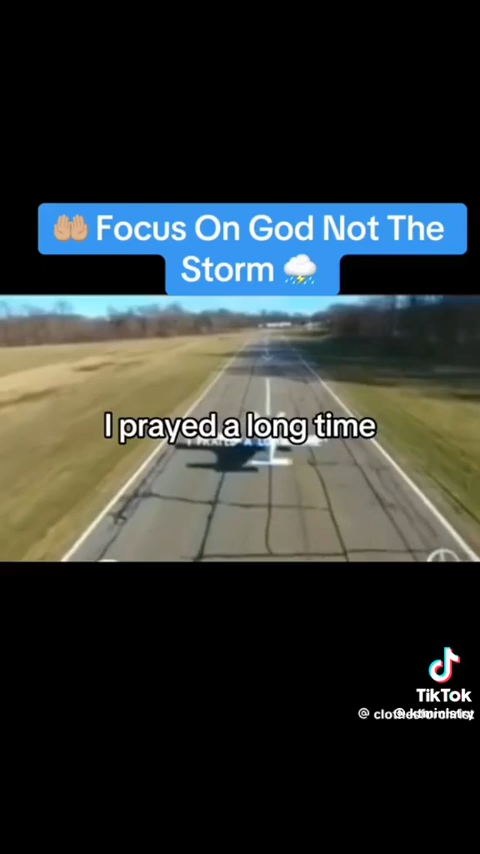 🤲🏼 Focus On God Not The
Storm ⛈️
I prayed a long time
TikTok